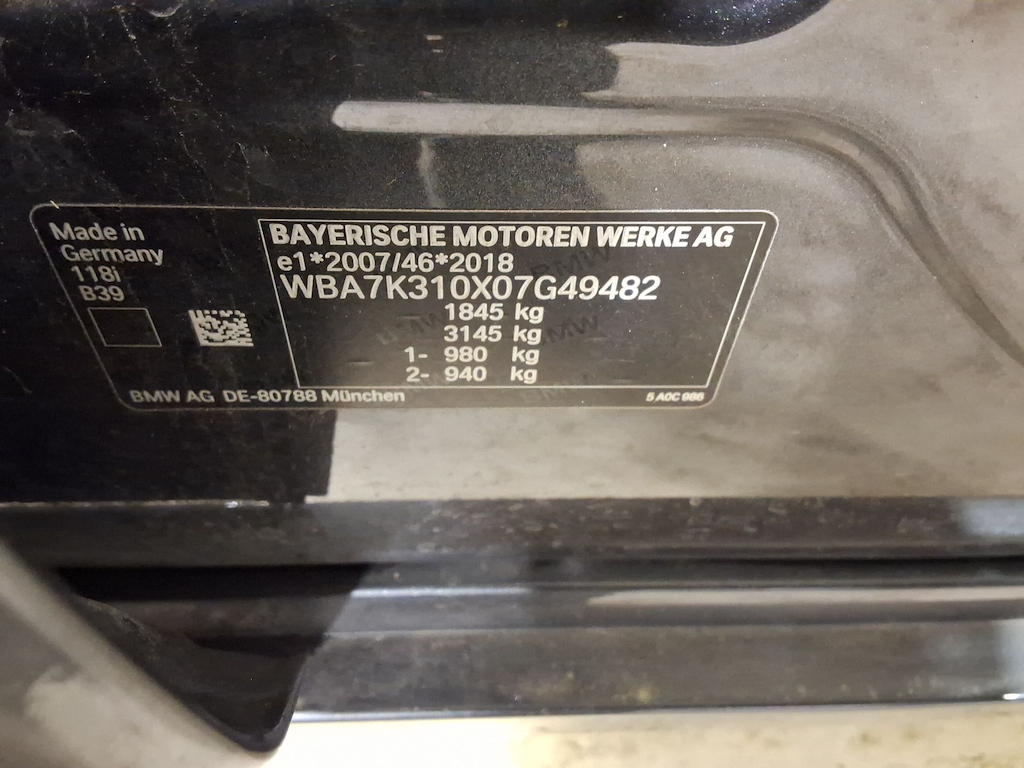 Made in
Germany
118i
B39
BAYERISCHE MOTOREN WERKE AG
e1*2007/46*2018
WBA7K310X07G49482
1845 kg
3145 kg
1- 980 kg
2- 940 kg
BMW AG DE-80788 München
5 A0C 986